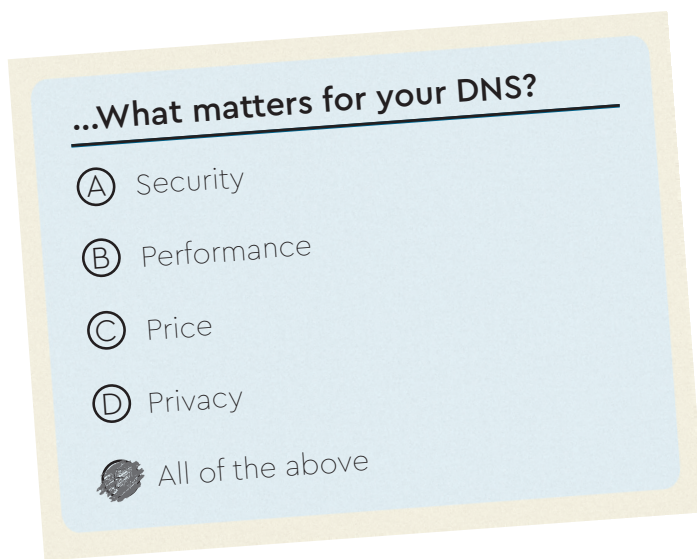 ...What matters for your DNS?
A Security
B Performance
C Price
D Privacy
All of the above